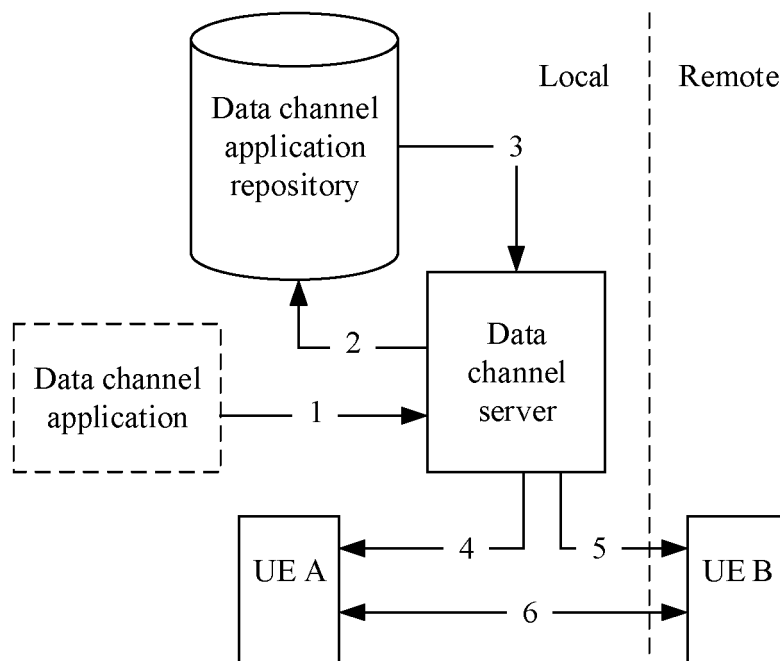 Data channel
application
repository
Local
Remote
3
2
Data channel
application
1
Data
channel
server
4
5
UE A
UE B
6